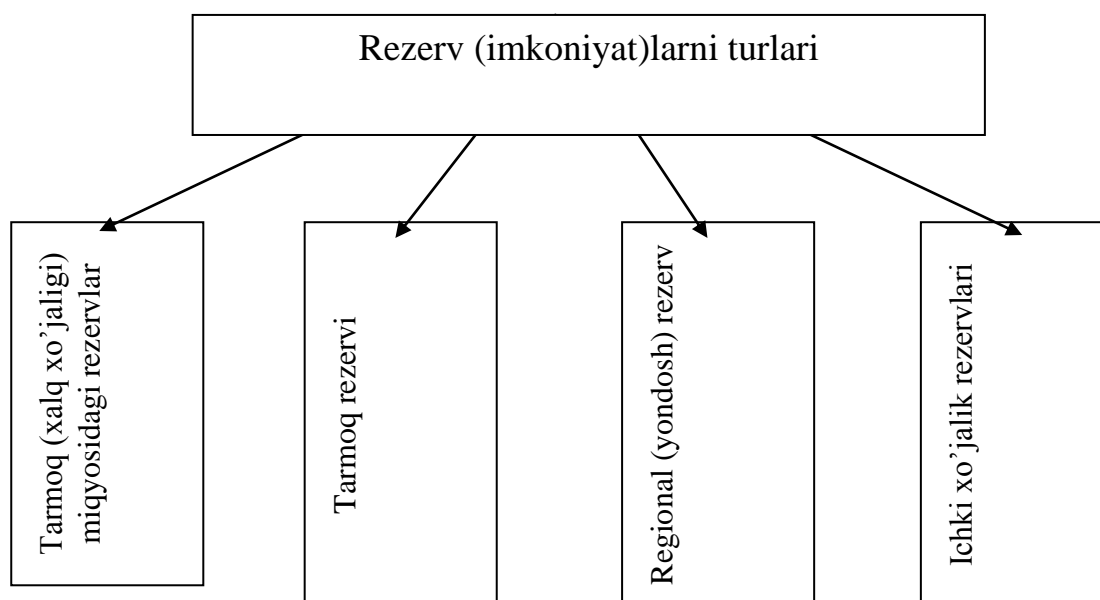 Rezerv (imkoniyat)larni turlari
Tarmoq (xalq xo’jaligi)
miqyosidagi rezervlar
Tarmoq rezervi
Regional (yondosh) rezerv
Ichki xo’jalik rezervlari